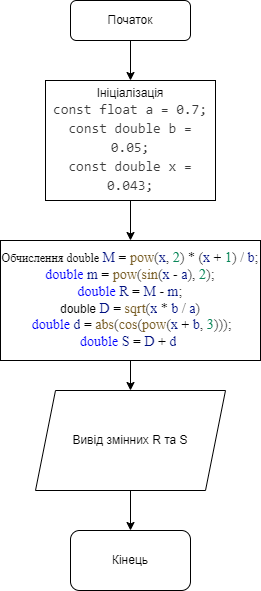 Початок
Ініціалізація
const float a = 0.7;
const double b =
0.05;
const double x =
0.043;
Обчислення double M = pow(x, 2) * (x + 1) / b;
double m = pow(sin(x - a), 2);
double R = M - m;
double D = sqrt(x * b / a)
double d = abs(cos(pow(x + b, 3)));
double S = D + d
Вивід змінних R та S
Кінець